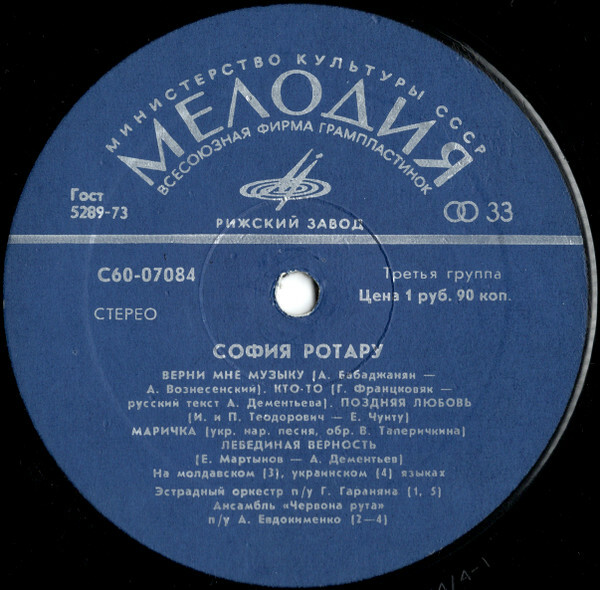 МИНИСТЕРСТВО КУЛЬТУРЫ СССР
МЕЛОДИЯ
ВСЕСОЮЗНАЯ ФИРМА ГРАМПЛАСТИНОК
Гост
5289-73
33
РИЖСКИЙ ЗАВОД
С60-07084
Третья группа
Цена 1 руб. 90 коп.
СТЕРЕО
СОФИЯ РОТАРУ
ВЕРНИ МНЕ МУЗЫКУ (А. Бабаджанян —
А. Вознесенский), КТО-ТО (Г. Францковяк —
русский текст А. Дементьева), ПОЗДНЯЯ ЛЮБОВЬ
(И. и П. Теодорович — Е. Чунту)
МАРИЧКА (укр. нар. песня, обр. В. Таперичкина)
ЛЕБЕДИНАЯ ВЕРНОСТЬ
(Е. Мартынов — А. Дементьев)
На молдавском (3), украинском (4) языках
Эстрадный оркестр п/у Г. Гараняна (1, 5)
Ансамбль «Червона рута»
п/у А. Евдокименко (2—4)